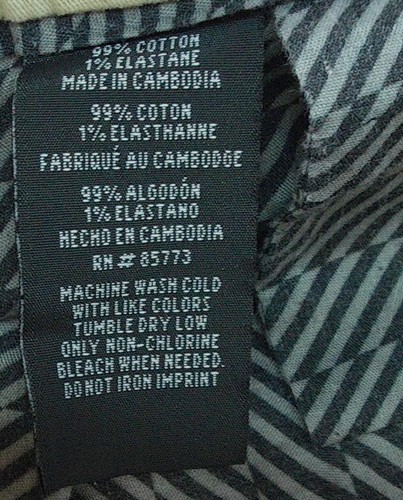 99% COTTON
1% ELASTANE
MADE IN CAMBODIA
99% COTON
1% ELASTHANNE
FABRIQUÉ AU CAMBODGE
99% ALGODÓN
1% ELASTANO
HECHO EN CAMBODIA
RN # 85773
MACHINE WASH COLD
WITH LIKE COLORS
TUMBLE DRY LOW
ONLY NON-CHLORINE
BLEACH WHEN NEEDED.
DO NOT IRON IMPRINT